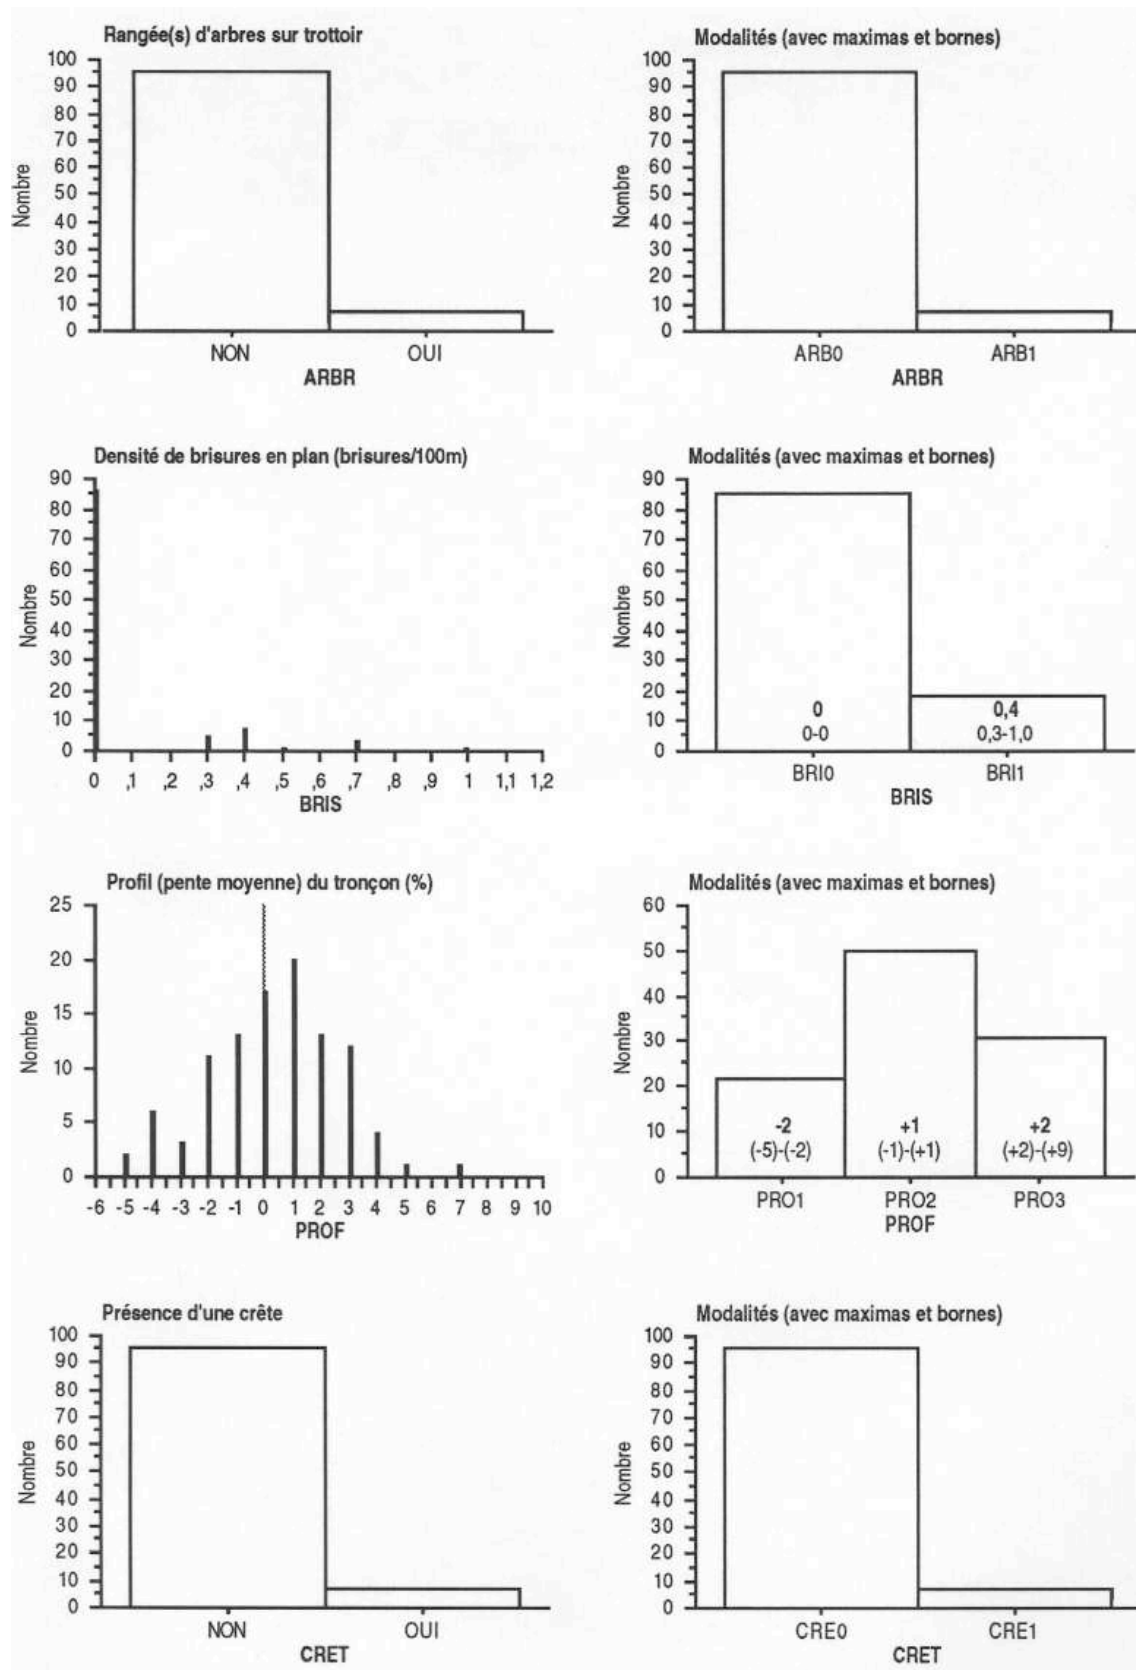 Rangée(s) d'arbres sur trottoir
100
90
80
70
60
50
40
30
20
10
0
Nombre
NON OUI
ARBR
Modalités (avec maximas et bornes)
100
90
80
70
60
50
40
30
20
10
0
Nombre
ARB0 ARB1
ARBR
Densité de brisures en plan (brisures/100m)
90
80
70
60
50
40
30
20
10
0
Nombre
0 ,1 ,2 ,3 ,4 ,5 ,6 ,7 ,8 ,9 1 1,1 1,2
BRIS
Modalités (avec maximas et bornes)
90
80
70
60
50
40
30
20
10
0
Nombre
0 0,4
0-0 0,3-1,0
BRI0 BRI1
BRIS
Profil (pente moyenne) du tronçon (%)
25
20
15
10
5
0
Nombre
-6 -5 -4 -3 -2 -1 0 1 2 3 4 5 6 7 8 9 10
PROF
Modalités (avec maximas et bornes)
60
50
40
30
20
10
0
Nombre
-2 +1 +2
(-5)-(-2) (-1)-(+1) (+2)-(+9)
PRO1 PRO2 PRO3
PROF
Présence d'une crête
100
90
80
70
60
50
40
30
20
10
0
Nombre
NON OUI
CRET
Modalités (avec maximas et bornes)
100
90
80
70
60
50
40
30
20
10
0
Nombre
CRE0 CRE1
CRET